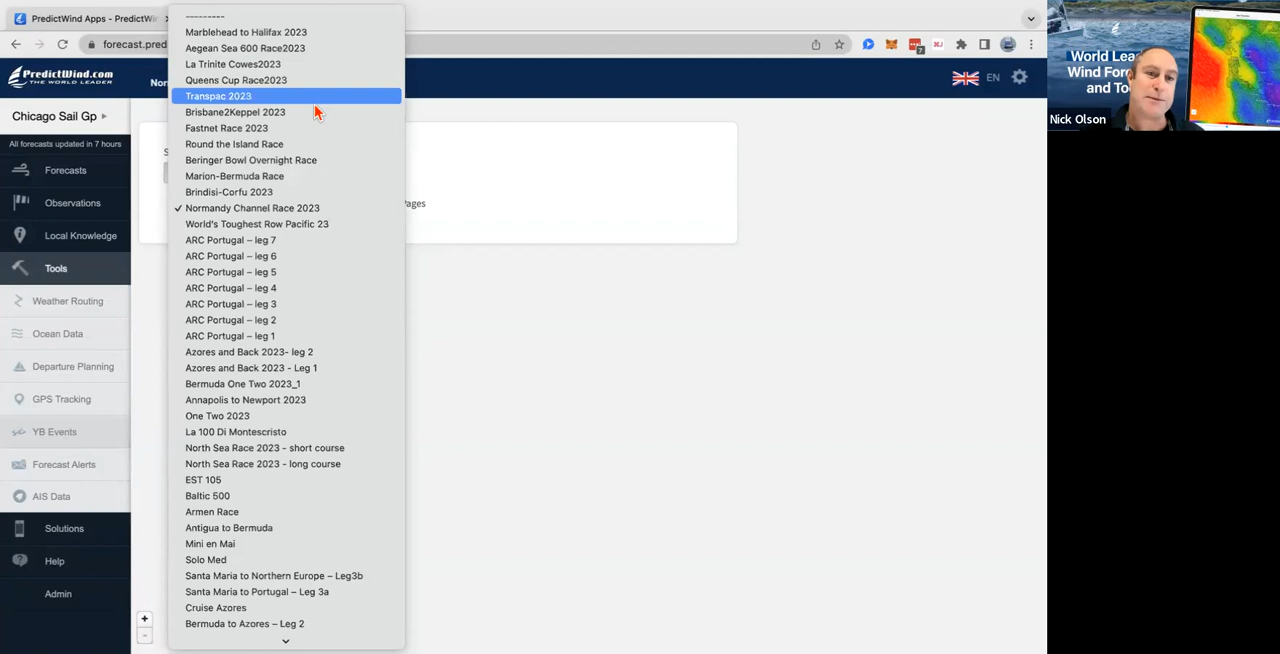 PredictWind Apps - PredictWi
forecast.pred
7
PredictWind.com
THE WORLD LEADER
Nor
EN
Chicago Sail Gp
All forecasts updated in 7 hours
Forecasts
Observations
Local Knowledge
Tools
Weather Routing
Ocean Data
Departure Planning
GPS Tracking
YB Events
Forecast Alerts
AIS Data
Solutions
Help
Admin
---------
Marblehead to Halifax 2023
Aegean Sea 600 Race2023
La Trinite Cowes2023
Queens Cup Race2023
Transpac 2023
Brisbane2Keppel 2023
Fastnet Race 2023
Round the Island Race
Beringer Bowl Overnight Race
Marion-Bermuda Race
Brindisi-Corfu 2023
Normandy Channel Race 2023
World's Toughest Row Pacific 23
ARC Portugal – leg 7
ARC Portugal – leg 6
ARC Portugal – leg 5
ARC Portugal – leg 4
ARC Portugal – leg 3
ARC Portugal – leg 2
ARC Portugal – leg 1
Azores and Back 2023- leg 2
Azores and Back 2023 - Leg 1
Bermuda One Two 2023_1
Annapolis to Newport 2023
One Two 2023
La 100 Di Montescristo
North Sea Race 2023 - short course
North Sea Race 2023 - long course
EST 105
Baltic 500
Armen Race
Antigua to Bermuda
Mini en Mai
Solo Med
Santa Maria to Northern Europe – Leg3b
Santa Maria to Portugal – Leg 3a
Cruise Azores
Bermuda to Azores – Leg 2
S
Pages
+
-
World Lea
Wind For
and To
Nick Olson